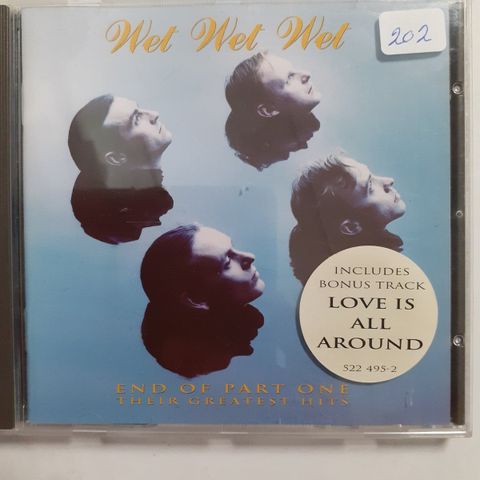 Wet Wet Wet
202
INCLUDES
BONUS TRACK
LOVE IS
ALL
AROUND
522 495-2
END OF PART ONE
THEIR GREATEST HITS